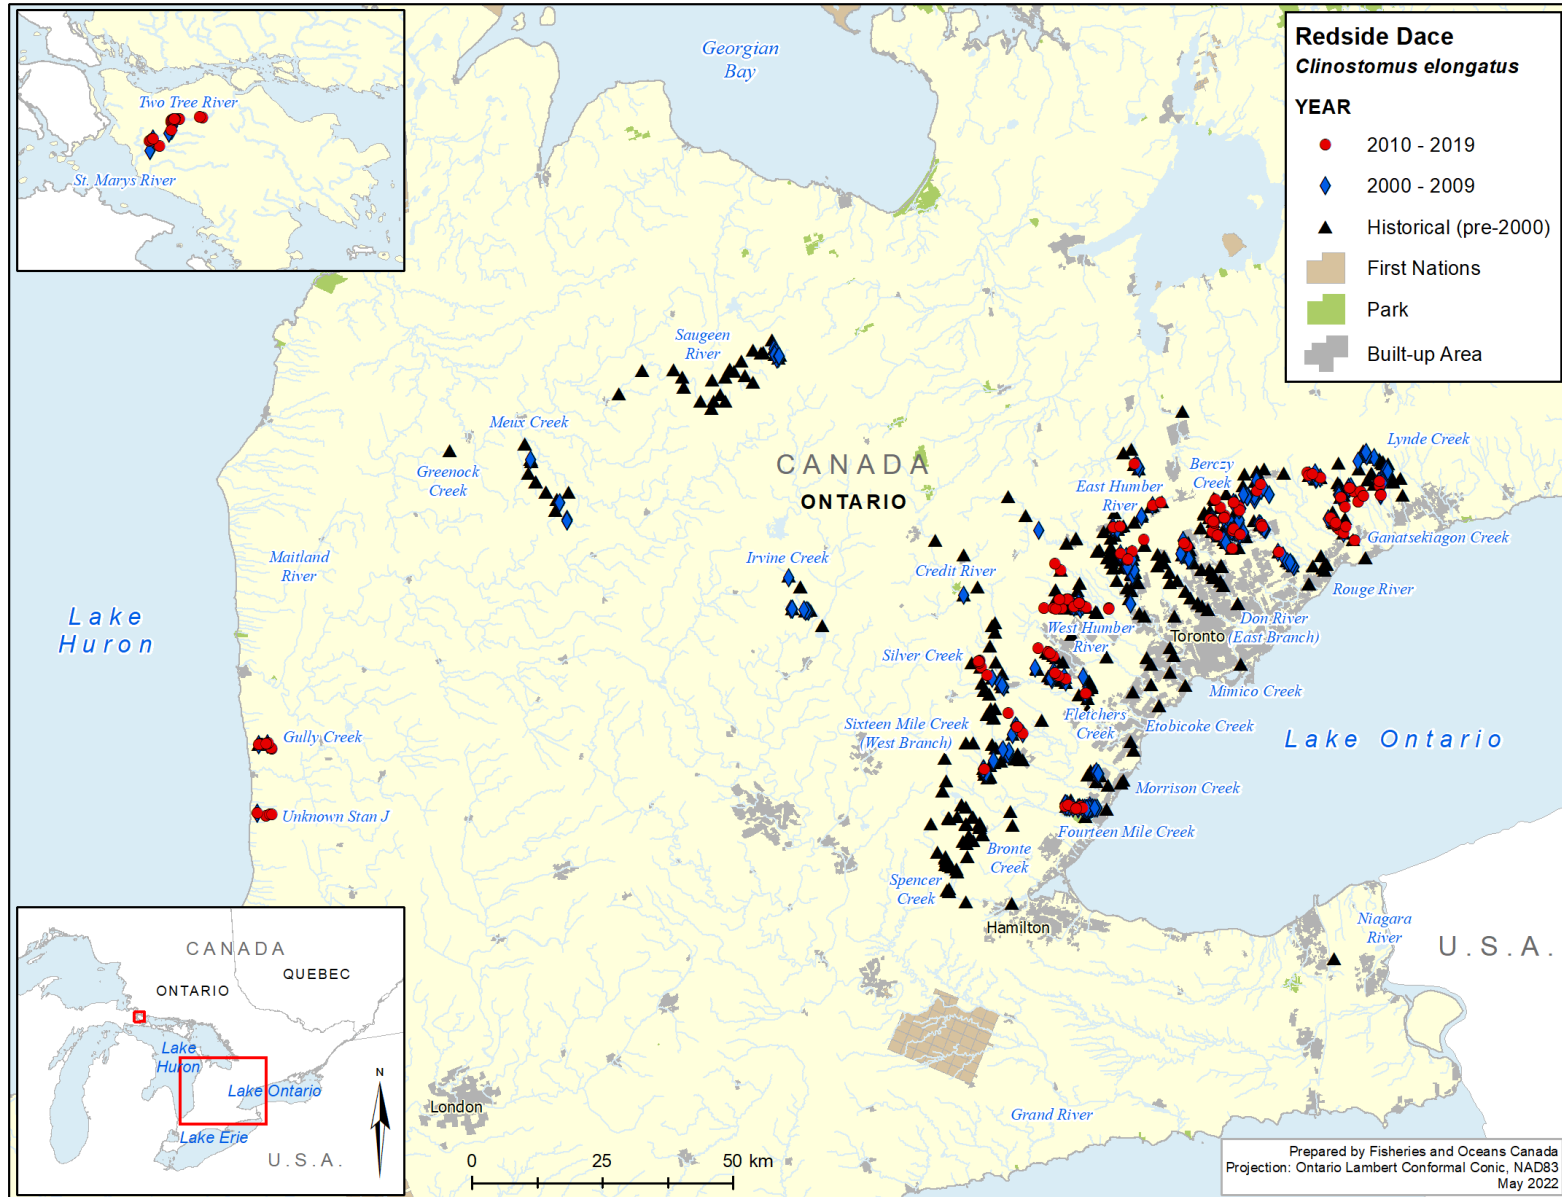 Two Tree River
St. Marys River
Georgian
Bay
Redside Dace
Clinostomus elongatus
YEAR
2010 - 2019
2000 - 2009
Historical (pre-2000)
First Nations
Park
Built-up Area
Saugeen
River
Meux Creek
Greenock
Creek
CANADA
ONTARIO
Lynde Creek
Berczy
Creek
East Humber
River
Ganatsekiagon Creek
Maitland
River
Irvine Creek
Credit River
Rouge River
Lake
Huron
West Humber
River
Don River
(East Branch)
Toronto
Silver Creek
Mimico Creek
Fletchers
Creek
Etobicoke Creek
Sixteen Mile Creek
(West Branch)
Gully Creek
Lake Ontario
Morrison Creek
Unknown Stan J
Fourteen Mile Creek
Bronte
Creek
Spencer
Creek
Hamilton
Niagara
River
U.S.A.
CANADA
QUEBEC
ONTARIO
Lake
Huron
Lake Ontario
Lake Erie
U.S.A.
N
London
Grand River
0 25 50 km
Prepared by Fisheries and Oceans Canada
Projection: Ontario Lambert Conformal Conic, NAD83
May 2022